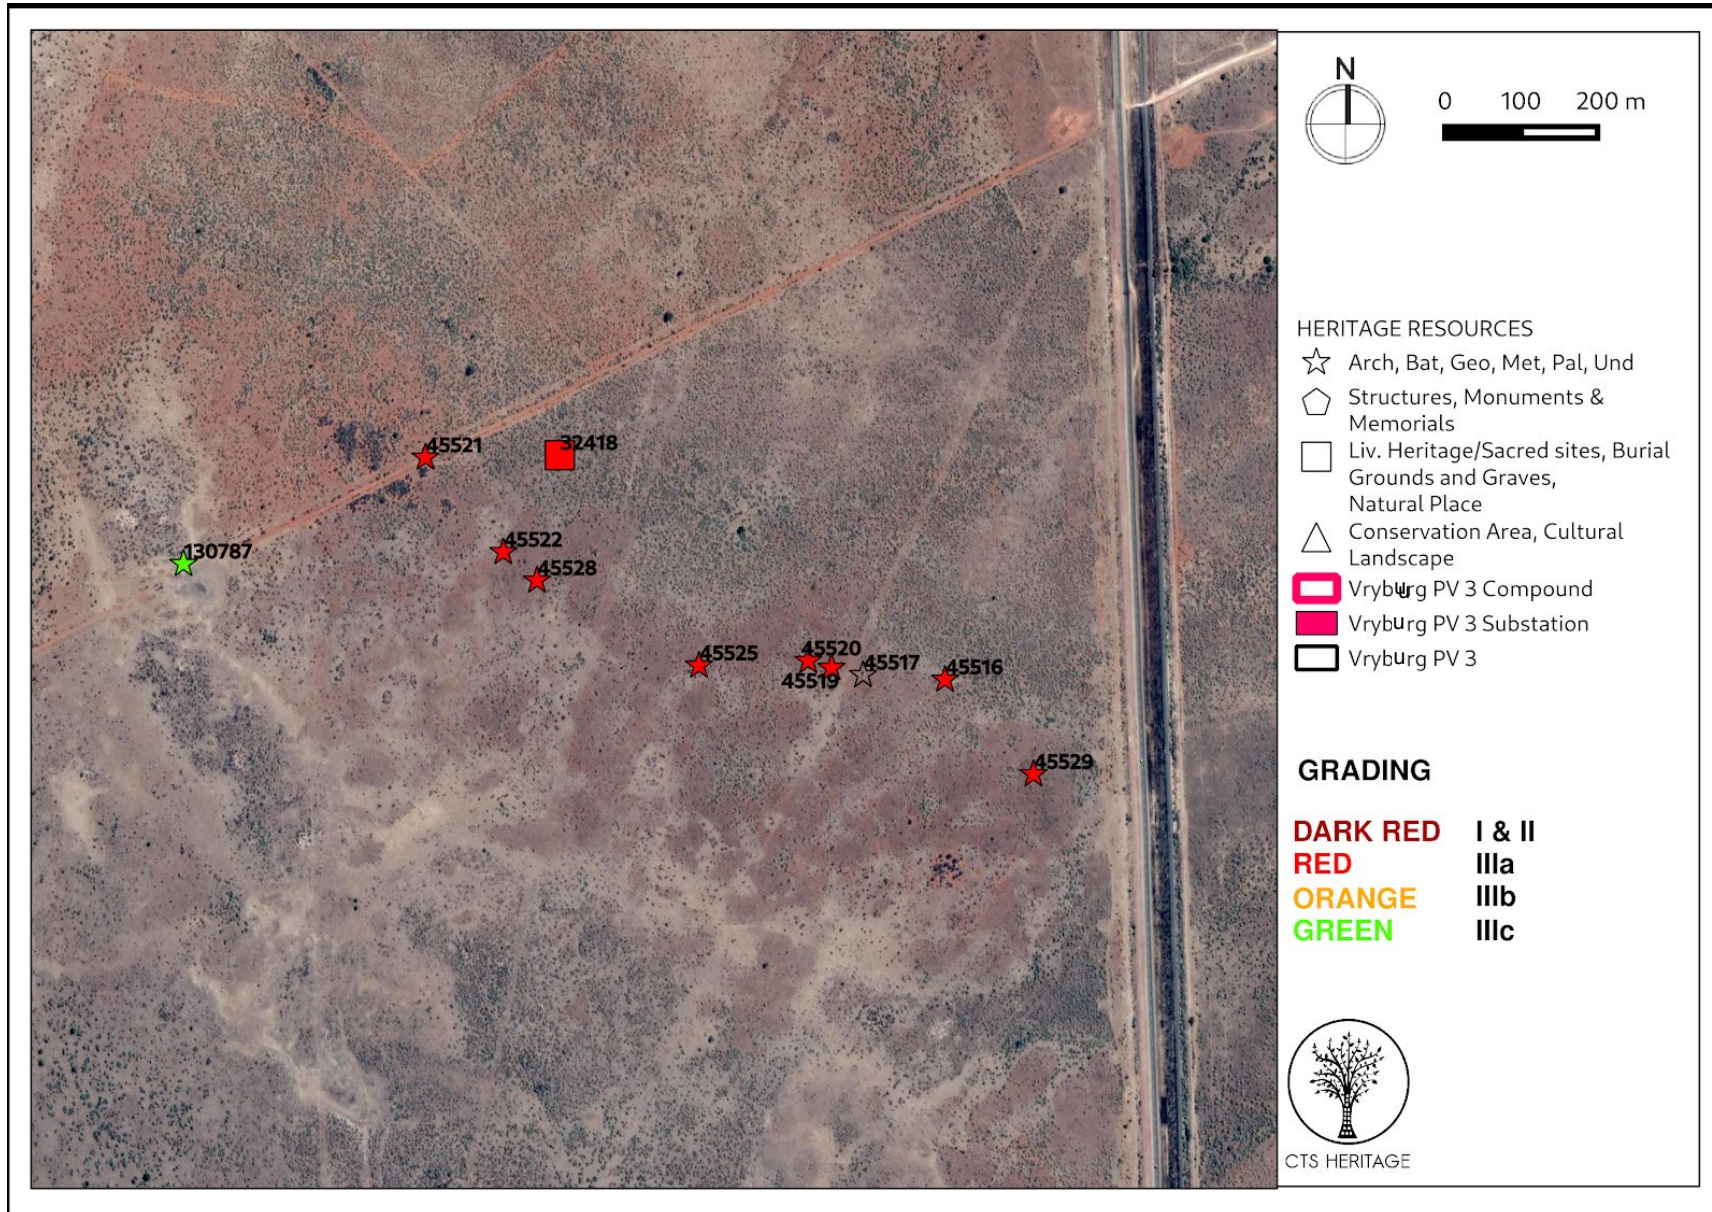 N
0 100 200 m
HERITAGE RESOURCES
Arch, Bat, Geo, Met, Pal, Und
Structures, Monuments &
Memorials
Liv. Heritage/Sacred sites, Burial
Grounds and Graves,
Natural Place
Conservation Area, Cultural
Landscape
Vryburg PV 3 Compound
Vryburg PV 3 Substation
Vryburg PV 3
GRADING
DARK RED I & II
RED IIIa
ORANGE IIIb
GREEN IIIc
CTS HERITAGE
45521
32418
130787
45522
45528
45525
45520
45519
45517
45516
45529